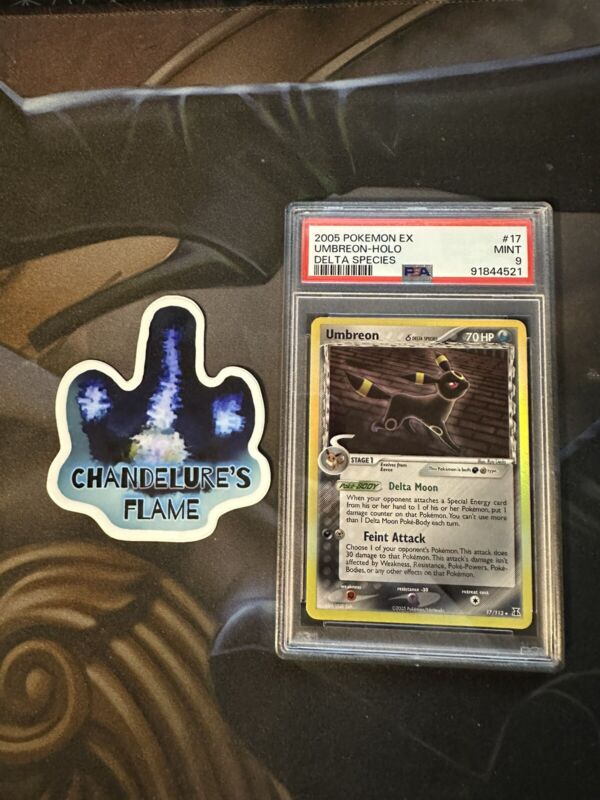 2005 POKEMON EX #17
UMBREON-HOLO MINT
DELTA SPECIES 9
PSA 91844521
Umbreon δ DELTA SPECIES 70 HP
STAGE 1
Evolves from
Eevee
This Pokémon is both type.
POKÉ-BODY Delta Moon
When your opponent attaches a Special Energy card
from his or her hand to 1 of his or her Pokémon, put 1
damage counter on that Pokémon. You can't use more
than 1 Delta Moon Poké-Body each turn.
Feint Attack
Choose 1 of your opponent's Pokémon. This attack does
30 damage to that Pokémon. This attack's damage isn't
affected by Weakness, Resistance, Poké-Powers, Poké-
Bodies, or any other effects on that Pokémon.
weakness resistance -30 retreat cost
©2005 Pokémon/Nintendo 17/113
CHANDELURE'S
FLAME